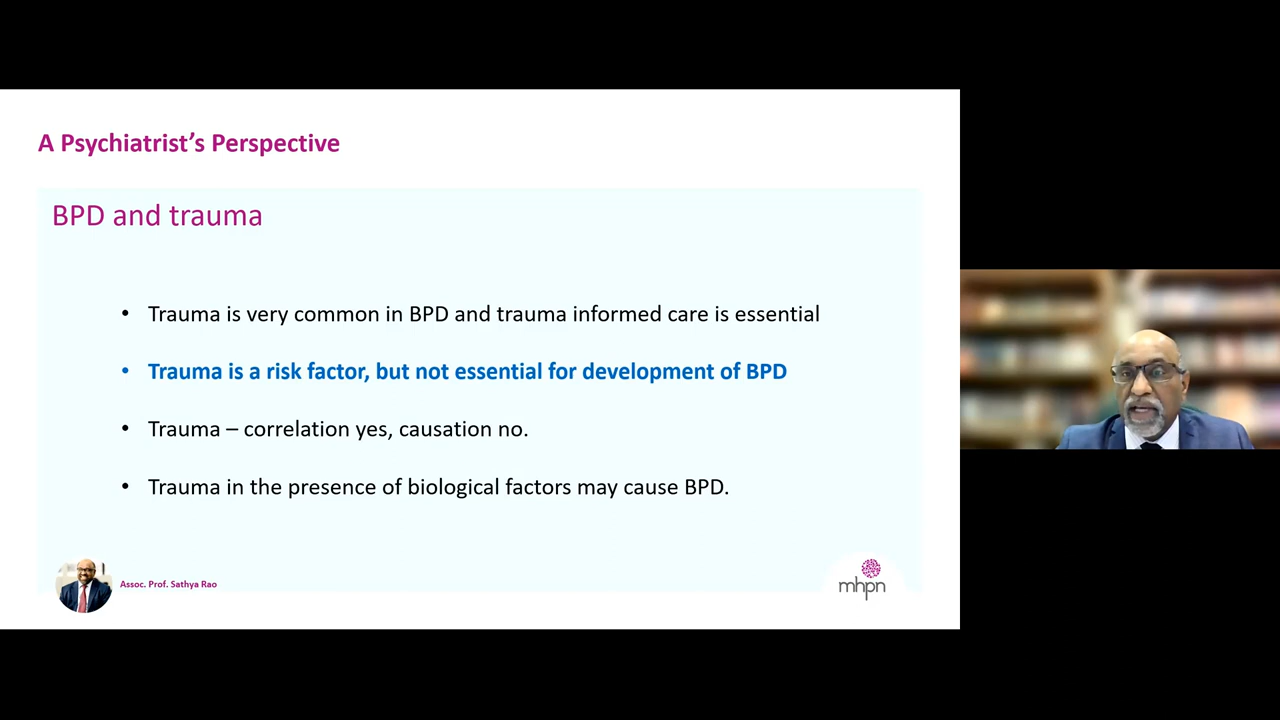 A Psychiatrist’s Perspective
BPD and trauma
• Trauma is very common in BPD and trauma informed care is essential
• Trauma is a risk factor, but not essential for development of BPD
• Trauma – correlation yes, causation no.
• Trauma in the presence of biological factors may cause BPD.
Assoc. Prof. Sathya Rao
mhpn